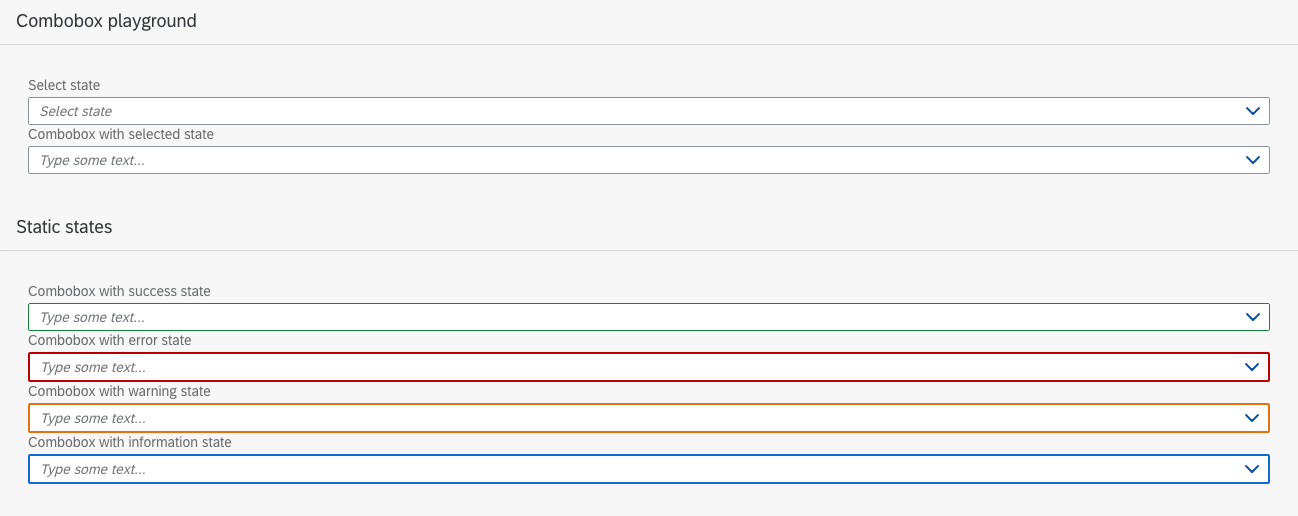 Combobox playground
Select state
Select state
Combobox with selected state
Type some text...
Static states
Combobox with success state
Type some text...
Combobox with error state
Type some text...
Combobox with warning state
Type some text...
Combobox with information state
Type some text...